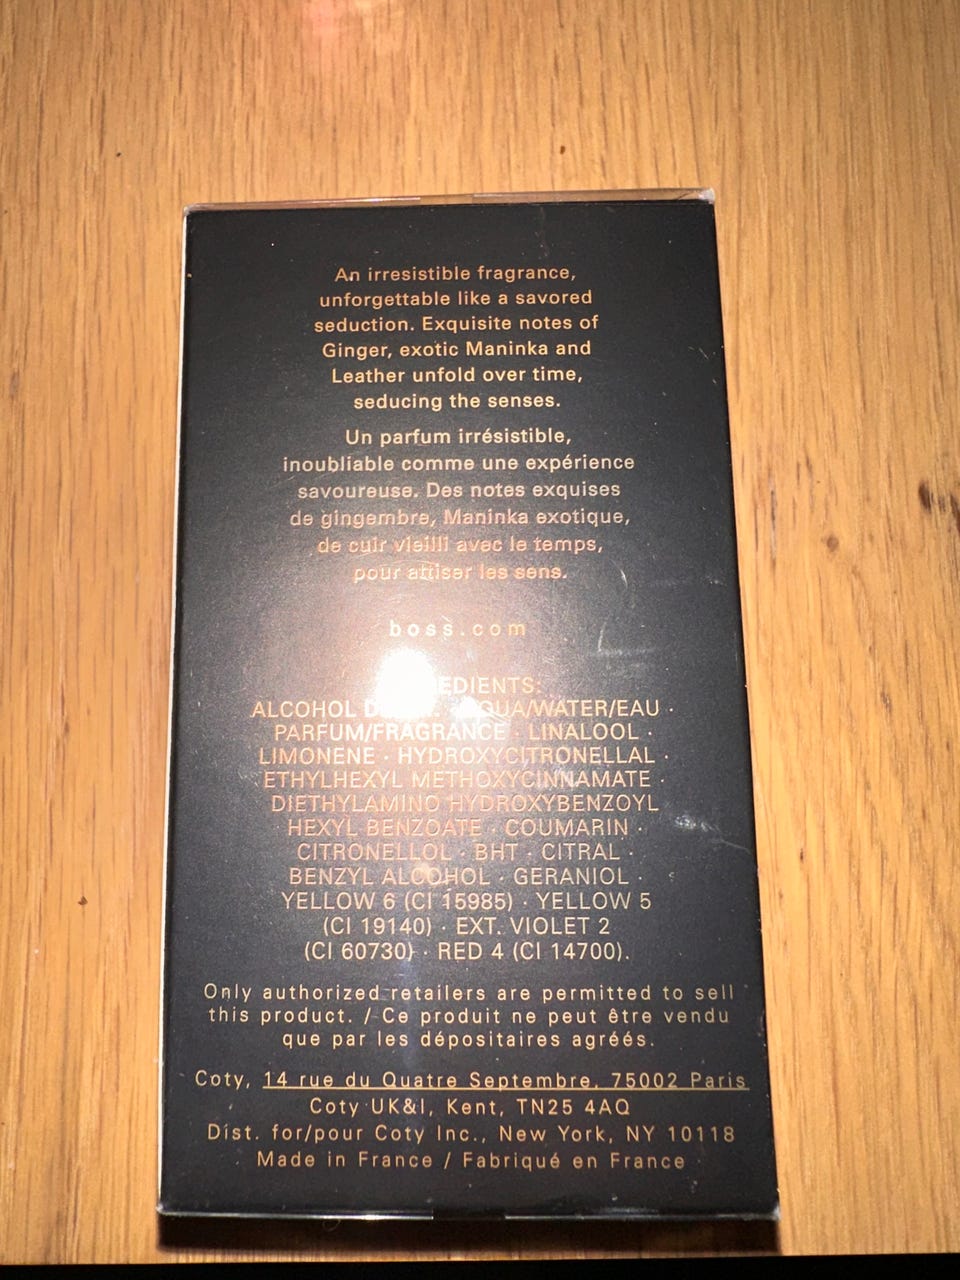 An irresistible fragrance,
unforgettable like a savored
seduction. Exquisite notes of
Ginger, exotic Maninka and
Leather unfold over time,
seducing the senses.
Un parfum irrésistible,
inoubliable comme une expérience
savoureuse. Des notes exquises
de gingembre, Maninka exotique,
de cuir vieilli avec le temps,
pour attiser les sens.
boss.com
ALCOHOL · AQUA/WATER/EAU ·
PARFUM/FRAGRANCE · LINALOOL ·
LIMONENE · HYDROXYCITRONELLAL ·
ETHYLHEXYL METHOXYCINNAMATE ·
DIETHYLAMINO HYDROXYBENZOYL
HEXYL BENZOATE · COUMARIN ·
CITRONELLOL · BHT · CITRAL ·
BENZYL ALCOHOL · GERANIOL ·
YELLOW 6 (CI 15985) · YELLOW 5
(CI 19140) · EXT. VIOLET 2
(CI 60730) · RED 4 (CI 14700).
Only authorized retailers are permitted to sell
this product. / Ce produit ne peut être vendu
que par les dépositaires agréés.
Coty, 14 rue du Quatre Septembre, 75002 Paris
Coty UK&I, Kent, TN25 4AQ
Dist. for/pour Coty Inc., New York, NY 10118
Made in France / Fabriqué en France